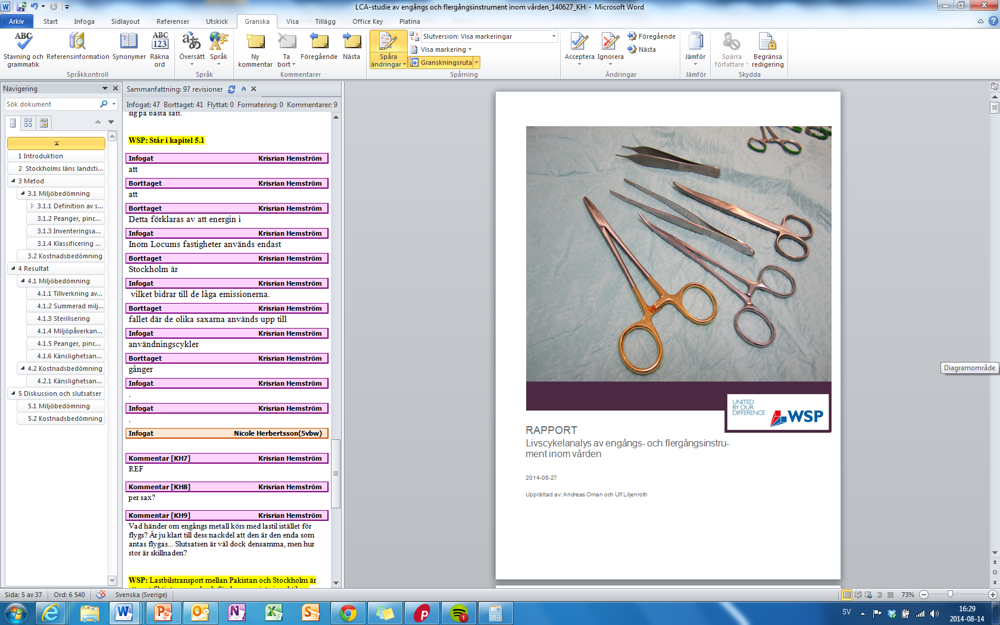 LCA-studie av engångs och flergångsinstrument inom vården_140627_KH - Microsoft Word
Arkiv Start Infoga Sidlayout Referenser Utskick Granska Visa Tillägg Office Key Platina
Stavning och grammatik
Referensinformation
Synonymer
Räkna ord
Språkkontroll
Översätt
Språk
Språk
Ny kommentar
Ta bort
Föregående
Nästa
Kommentarer
Spåra ändringar
Slutversion: Visa markeringar
Visa markering
Granskningsruta
Spårning
Acceptera
Ignorera
Föregående
Nästa
Ändringar
Jämför
Jämför
Spärra författare
Begränsa redigering
Skydda
Navigering
Sök dokument
1 Introduktion
2 Stockholms läns landsti...
3 Metod
3.1 Miljöbedömning
3.1.1 Definition av s...
3.1.2 Peanger, pinc...
3.1.3 Inventeringsa...
3.1.4 Klassificering ...
3.2 Kostnadsbedömning
4 Resultat
4.1 Miljöbedömning
4.1.1 Tillverkning av...
4.1.2 Summerad milj...
4.1.3 Sterilisering
4.1.4 Miljöpåverkan...
4.1.5 Peanger, pinc...
4.1.6 Känslighetsan...
4.2 Kostnadsbedömning
4.2.1 Känslighetsan...
5 Diskussion och slutsatser
5.1 Miljöbedömning
5.2 Kostnadsbedömning
Sammanfattning: 97 revisioner
Infogat: 47 Borttaget: 41 Flyttat: 0 Formatering: 0 Kommentarer: 9
sig på bästa sätt.
WSP: Står i kapitel 5.1
Infogat Krisrian Hemström
att
Borttaget Krisrian Hemström
att
Borttaget Krisrian Hemström
Detta förklaras av att energin i
Infogat Krisrian Hemström
Inom Locums fastigheter används endast
Borttaget Krisrian Hemström
Stockholm är
Infogat Krisrian Hemström
vilket bidrar till de låga emissionerna.
Borttaget Krisrian Hemström
fallet där de olika saxarna används upp till
Infogat Krisrian Hemström
användningscykler
Borttaget Krisrian Hemström
gånger
Infogat Krisrian Hemström
.
Infogat Krisrian Hemström
.
Infogat Nicole Herbertsson(5vbw)
Kommentar [KH7] Krisrian Hemström
REF
Kommentar [KH8] Krisrian Hemström
per sax?
Kommentar [KH9] Krisrian Hemström
Vad händer om engångs metall körs med lastil istället för
flygs? Är ju klart till dess nackdel att den är den enda som
antas flygas... Slutsatsen är väl dock densamma, men hur
stor är skillnaden?
WSP: Lastbilstransport mellan Pakistan och Stockholm är
UNITED
BY OUR
DIFFERENCE
WSP
RAPPORT
Livscykelanalys av engångs- och flergångsinstru-
ment inom vården
2014-06-27
Upprättad av: Andreas Oman och Ulf Liljenroth
Diagramområde
Sida: 5 av 37 Ord: 6 540 Svenska (Sverige) 73%
SV
16:29
2014-08-14